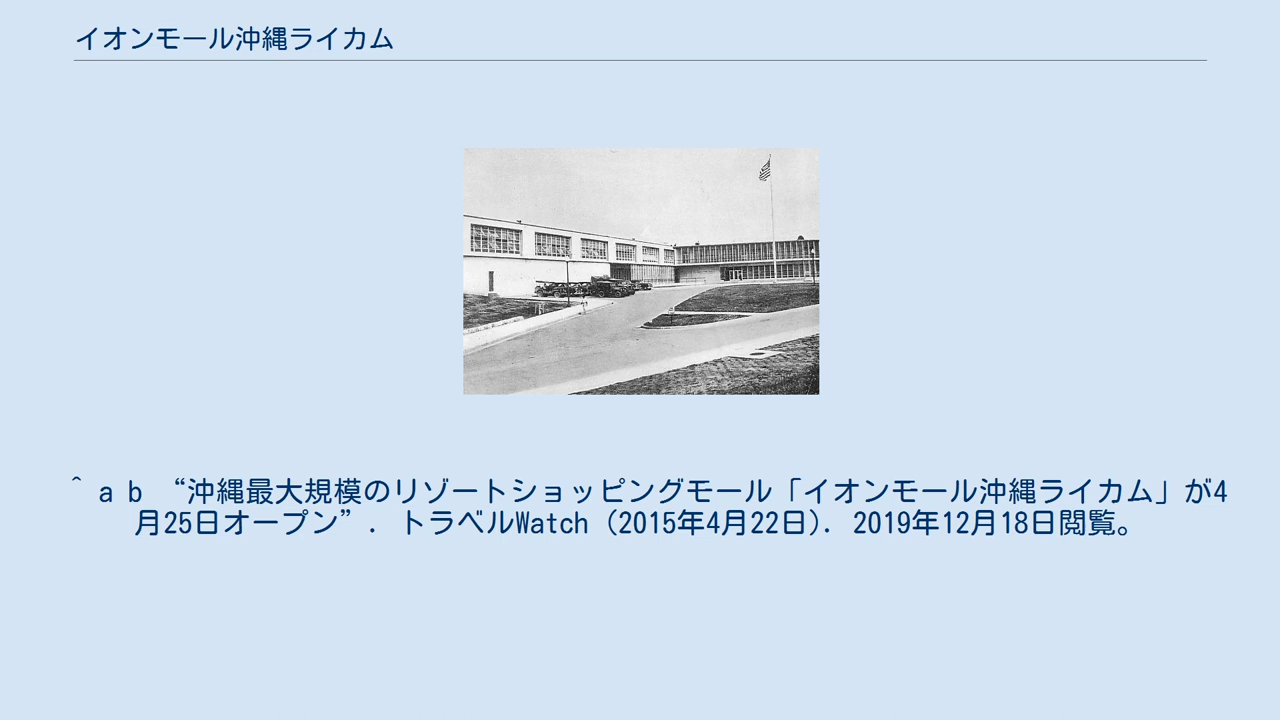 イオンモール沖縄ライカム
^ a b “沖縄最大規模のリゾートショッピングモール「イオンモール沖縄ライカム」が4
月25日オープン”. トラベルWatch (2015年4月22日). 2019年12月18日閲覧。